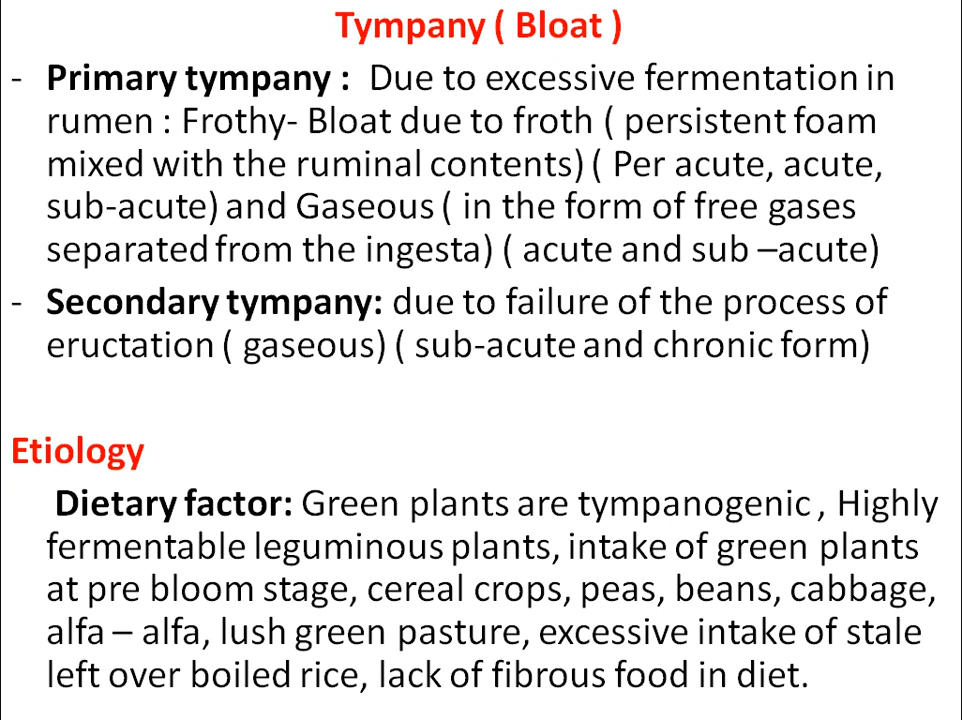 Tympany ( Bloat )
- Primary tympany :  Due to excessive fermentation in
rumen : Frothy- Bloat due to froth ( persistent foam
mixed with the ruminal contents) ( Per acute, acute,
sub-acute) and Gaseous ( in the form of free gases
separated from the ingesta) ( acute and sub –acute)
- Secondary tympany: due to failure of the process of
eructation ( gaseous) ( sub-acute and chronic form)
Etiology
Dietary factor: Green plants are tympanogenic , Highly
fermentable leguminous plants, intake of green plants
at pre bloom stage, cereal crops, peas, beans, cabbage,
alfa – alfa, lush green pasture, excessive intake of stale
left over boiled rice, lack of fibrous food in diet.